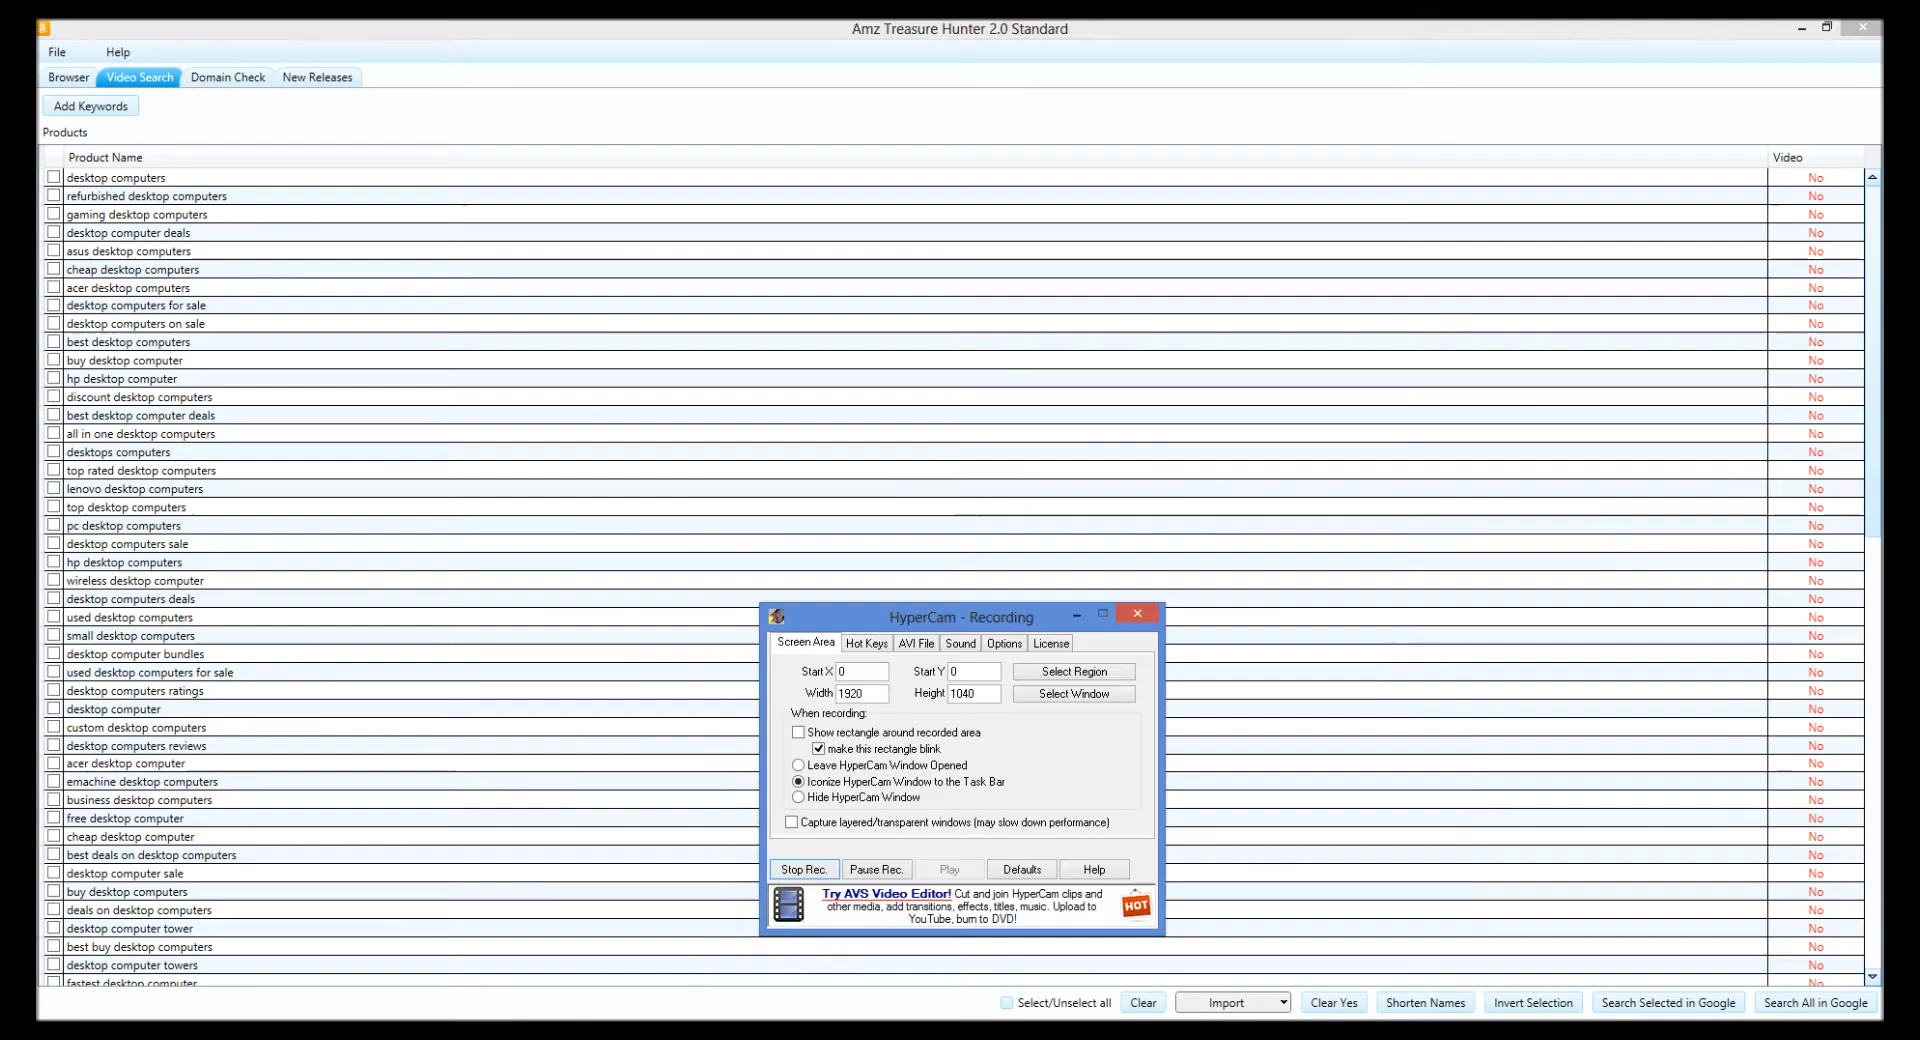 Amz Treasure Hunter 2.0 Standard
File Help
Browser Video Search Domain Check New Releases
Add Keywords
Products
Product Name Video
desktop computers No
refurbished desktop computers No
gaming desktop computers No
desktop computer deals No
asus desktop computers No
cheap desktop computers No
acer desktop computers No
desktop computers for sale No
desktop computers on sale No
best desktop computers No
buy desktop computer No
hp desktop computer No
discount desktop computers No
best desktop computer deals No
all in one desktop computers No
desktops computers No
top rated desktop computers No
lenovo desktop computers No
top desktop computers No
pc desktop computers No
desktop computers sale No
hp desktop computers No
wireless desktop computer No
desktop computers deals No
used desktop computers No
small desktop computers No
desktop computer bundles No
used desktop computers for sale No
desktop computers ratings No
desktop computer No
custom desktop computers No
desktop computers reviews No
acer desktop computer No
emachine desktop computers No
business desktop computers No
free desktop computer No
cheap desktop computer No
best deals on desktop computers No
desktop computer sale No
buy desktop computers No
deals on desktop computers No
desktop computer tower No
best buy desktop computers No
desktop computer towers No
fastest desktop computer No
HyperCam - Recording
Screen Area Hot Keys AVI File Sound Options License
Start X 0 Start Y 0 Select Region
Width 1920 Height 1040 Select Window
When recording:
Show rectangle around recorded area
make this rectangle blink
Leave HyperCam Window Opened
Iconize HyperCam Window to the Task Bar
Hide HyperCam Window
Capture layered/transparent windows (may slow down performance)
Stop Rec. Pause Rec. Play Defaults Help
Try AVS Video Editor! Cut and join HyperCam clips and
other media, add transitions, effects, titles, music. Upload to
YouTube, burn to DVD!
HOT
Select/Unselect all Clear Import Clear Yes Shorten Names Invert Selection Search Selected in Google Search All in Google